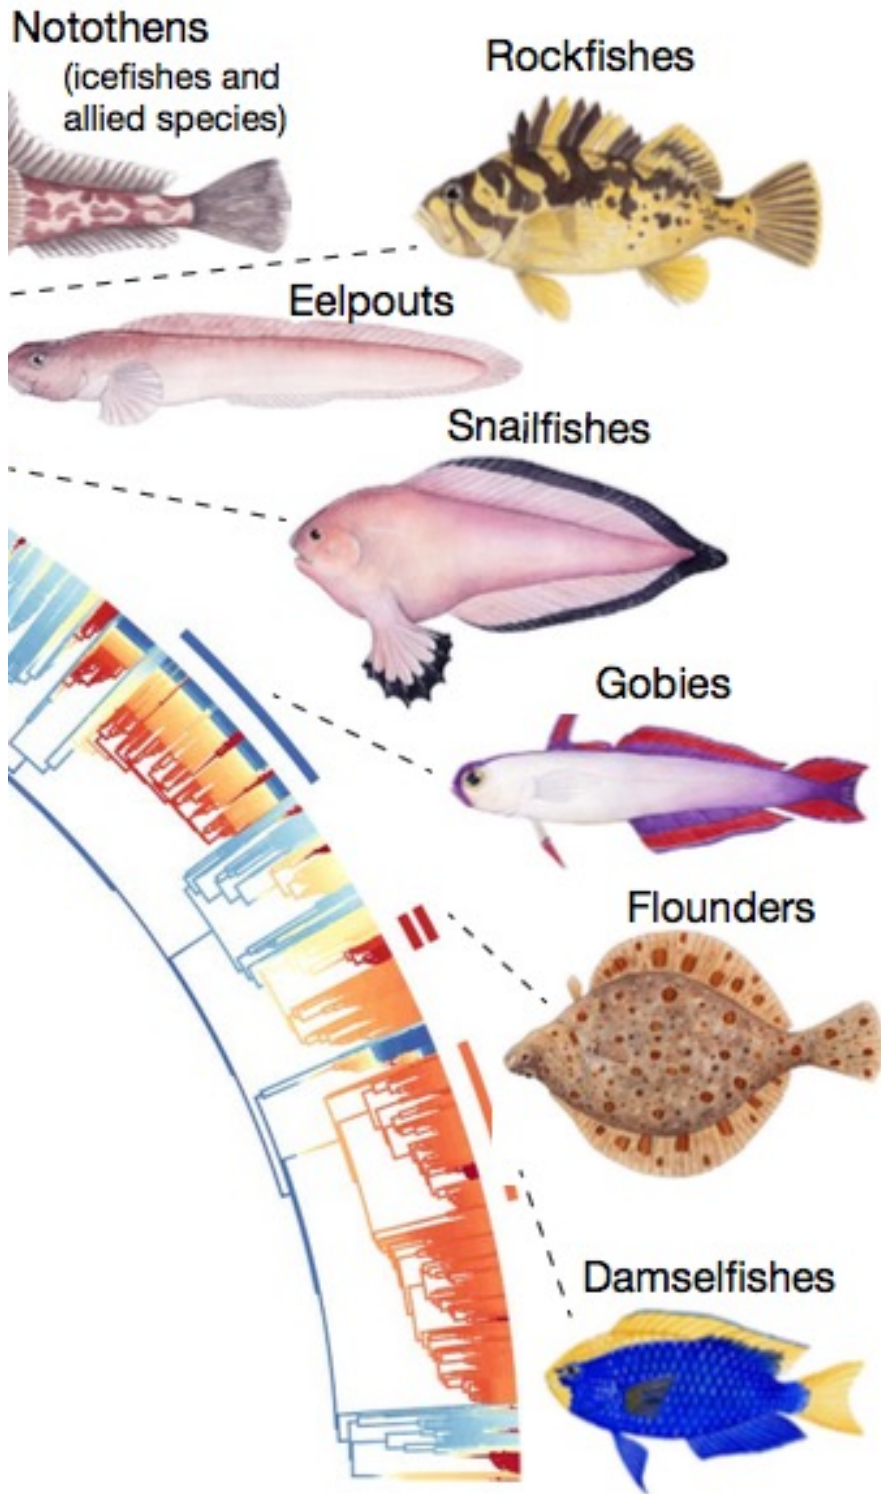 Notothens
(icefishes and
allied species)
Rockfishes
Eelpouts
Snailfishes
Gobies
Flounders
Damselfishes